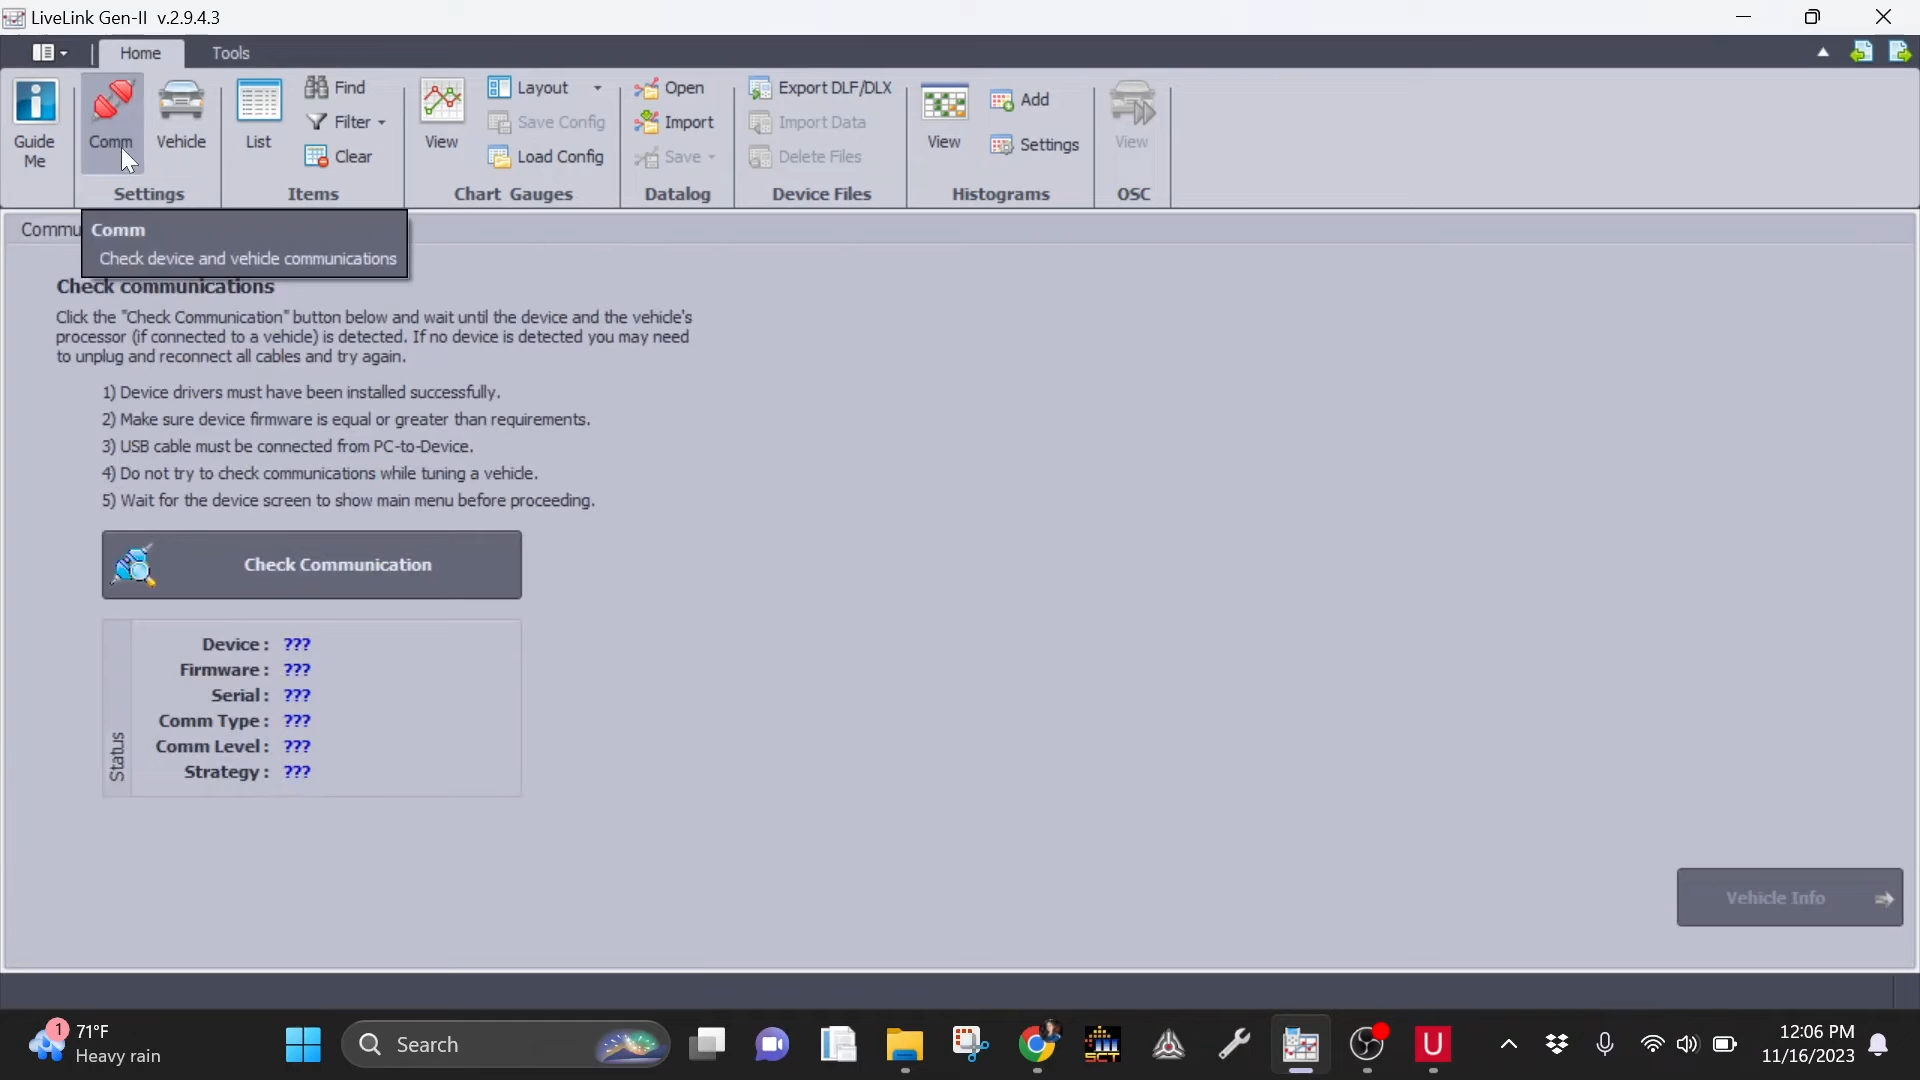 LiveLink Gen-II v.2.9.4.3
Home
Tools
Guide
Me
Comm
Vehicle
Settings
List
Find
Filter
Clear
Items
View
Layout
Save Config
Load Config
Chart Gauges
Open
Import
Save
Datalog
Export DLF/DLX
Import Data
Delete Files
Device Files
View
Add
Settings
Histograms
View
OSC
Commu
Comm
Check device and vehicle communications
Check communications
Click the "Check Communication" button below and wait until the device and the vehicle's
processor (if connected to a vehicle) is detected. If no device is detected you may need
to unplug and reconnect all cables and try again.
1) Device drivers must have been installed successfully.
2) Make sure device firmware is equal or greater than requirements.
3) USB cable must be connected from PC-to-Device.
4) Do not try to check communications while tuning a vehicle.
5) Wait for the device screen to show main menu before proceeding.
Check Communication
Status
Device : ???
Firmware : ???
Serial : ???
Comm Type : ???
Comm Level : ???
Strategy : ???
Vehicle Info
1
71°F
Heavy rain
Search
SCT
U
12:06 PM
11/16/2023